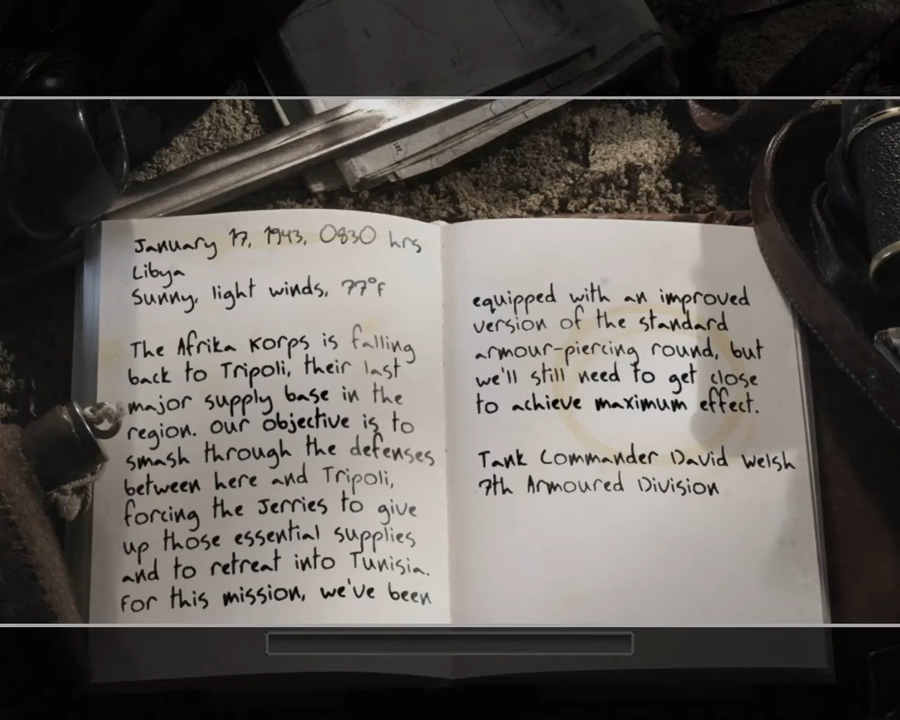 January 17, 1943, 0830 hrs
Libya
Sunny, light winds, 77°F
The Afrika Korps is falling
back to Tripoli, their last
major supply base in the
region. Our objective is to
smash through the defenses
between here and Tripoli,
forcing the Jerries to give
up those essential supplies
and to retreat into Tunisia.
For this mission, we've been
equipped with an improved
version of the standard
armour-piercing round, but
we'll still need to get close
to achieve maximum effect.
Tank Commander David Welsh
7th Armoured Division